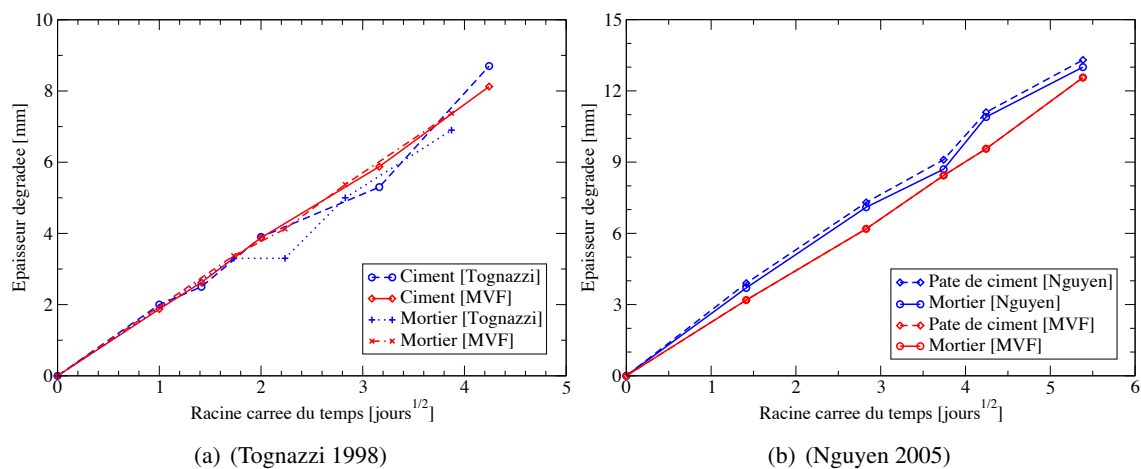 10
8
6
4
2
0
Epaisseur degradee [mm]
Ciment [Tognazzi]
Ciment [MVF]
Mortier [Tognazzi]
Mortier [MVF]
0 1 2 3 4 5
Racine carree du temps [jours^1/2]
(a) (Tognazzi 1998)
15
12
9
6
3
0
Epaisseur degradee [mm]
Pate de ciment [Nguyen]
Mortier [Nguyen]
Pate de ciment [MVF]
Mortier [MVF]
0 1 2 3 4 5 6
Racine carree du temps [jours^1/2]
(b) (Nguyen 2005)